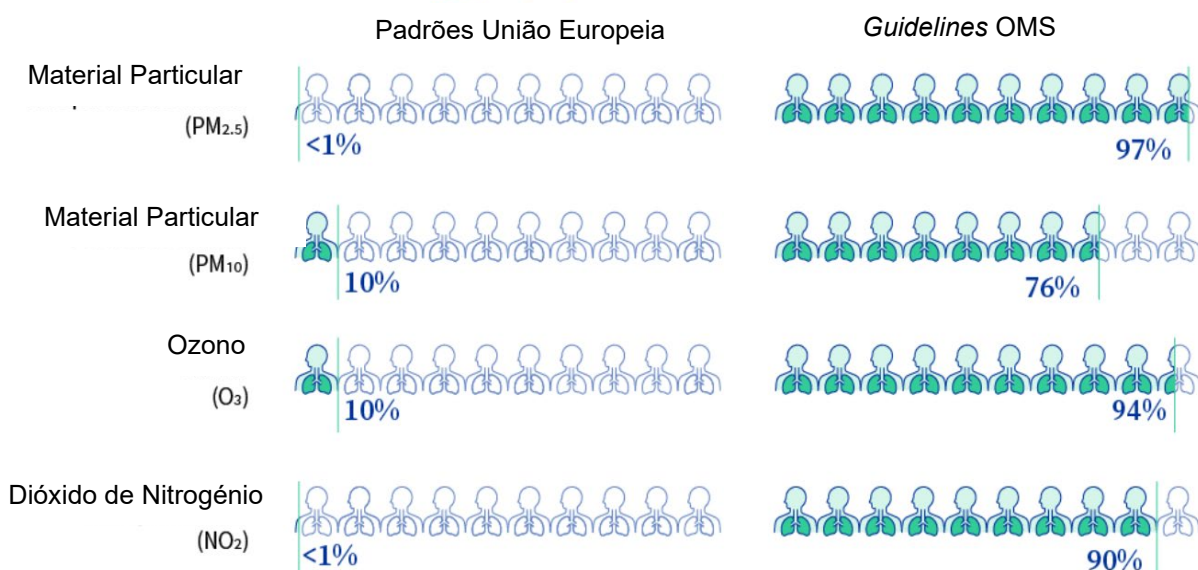 Padrões União Europeia
Guidelines OMS
Material Particular
(PM₂.₅)
<1%
97%
Material Particular
(PM₁₀)
10%
76%
Ozono
(O₃)
10%
94%
Dióxido de Nitrogénio
(NO₂)
<1%
90%